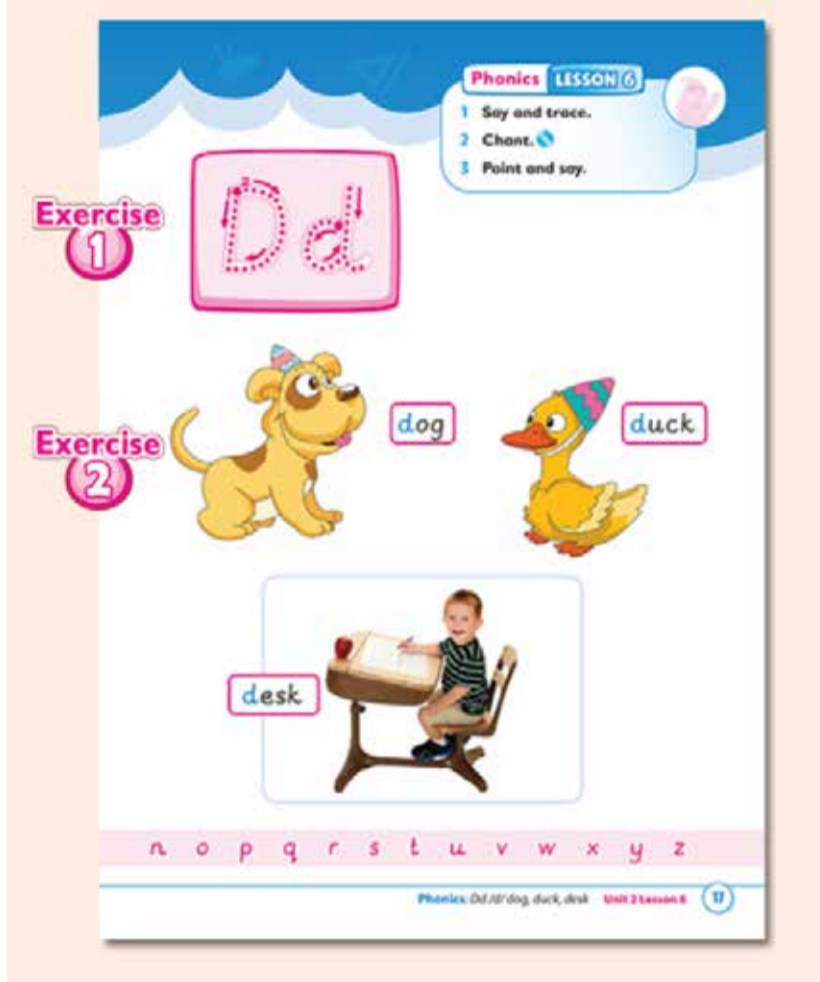 Phonics LESSON 6
1 Say and trace.
2 Chant.
3 Point and say.
Exercise
1
Dd
Exercise
2
dog
duck
desk
n o p q r s t u v w x y z
Phonics: Dd /d/ dog, duck, desk Unit 2 Lesson 6 17